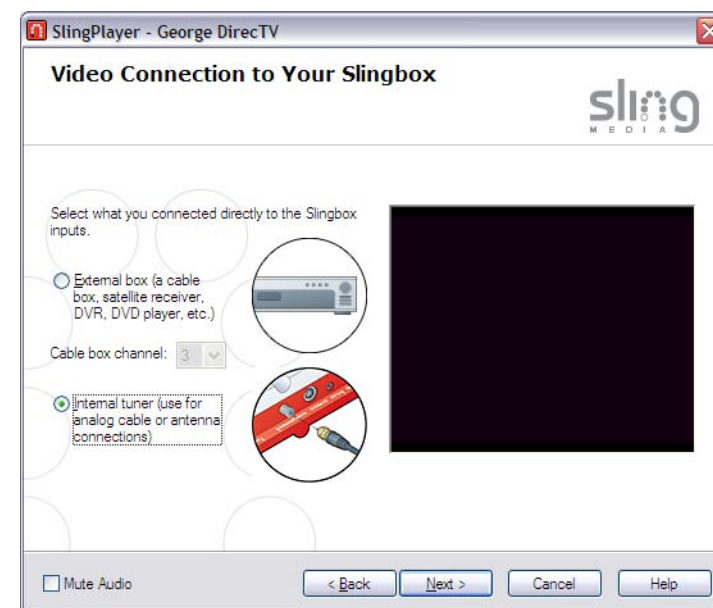 SlingPlayer - George DirecTV
Video Connection to Your Slingbox
sling
MEDIA
Select what you connected directly to the Slingbox
inputs.
External box (a cable
box, satellite receiver,
DVR, DVD player, etc.)
Cable box channel: 3
Internal tuner (use for
analog cable or antenna
connections)
Mute Audio
< Back
Next >
Cancel
Help